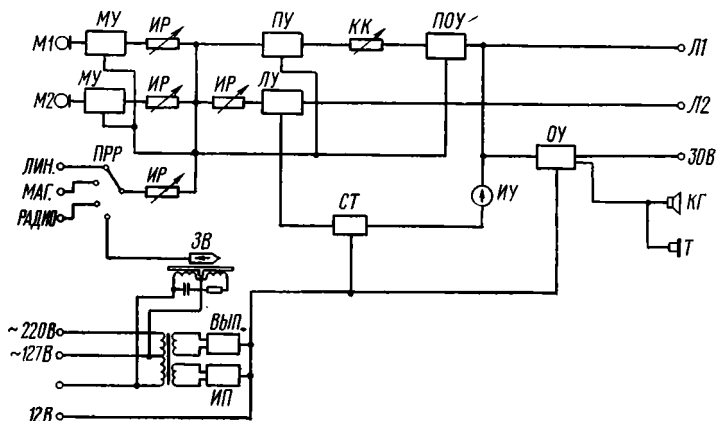 МУ ИР ПУ КК ПОУ
М1 Л1
МУ ИР ИР ЛУ
М2 Л2
ПРР ИР ОУ
ЛИН. 30В
МАГ. СТ ИУ КГ
РАДИО
ЗВ Т
~220В ВЫП.
~127В
ИП
12В